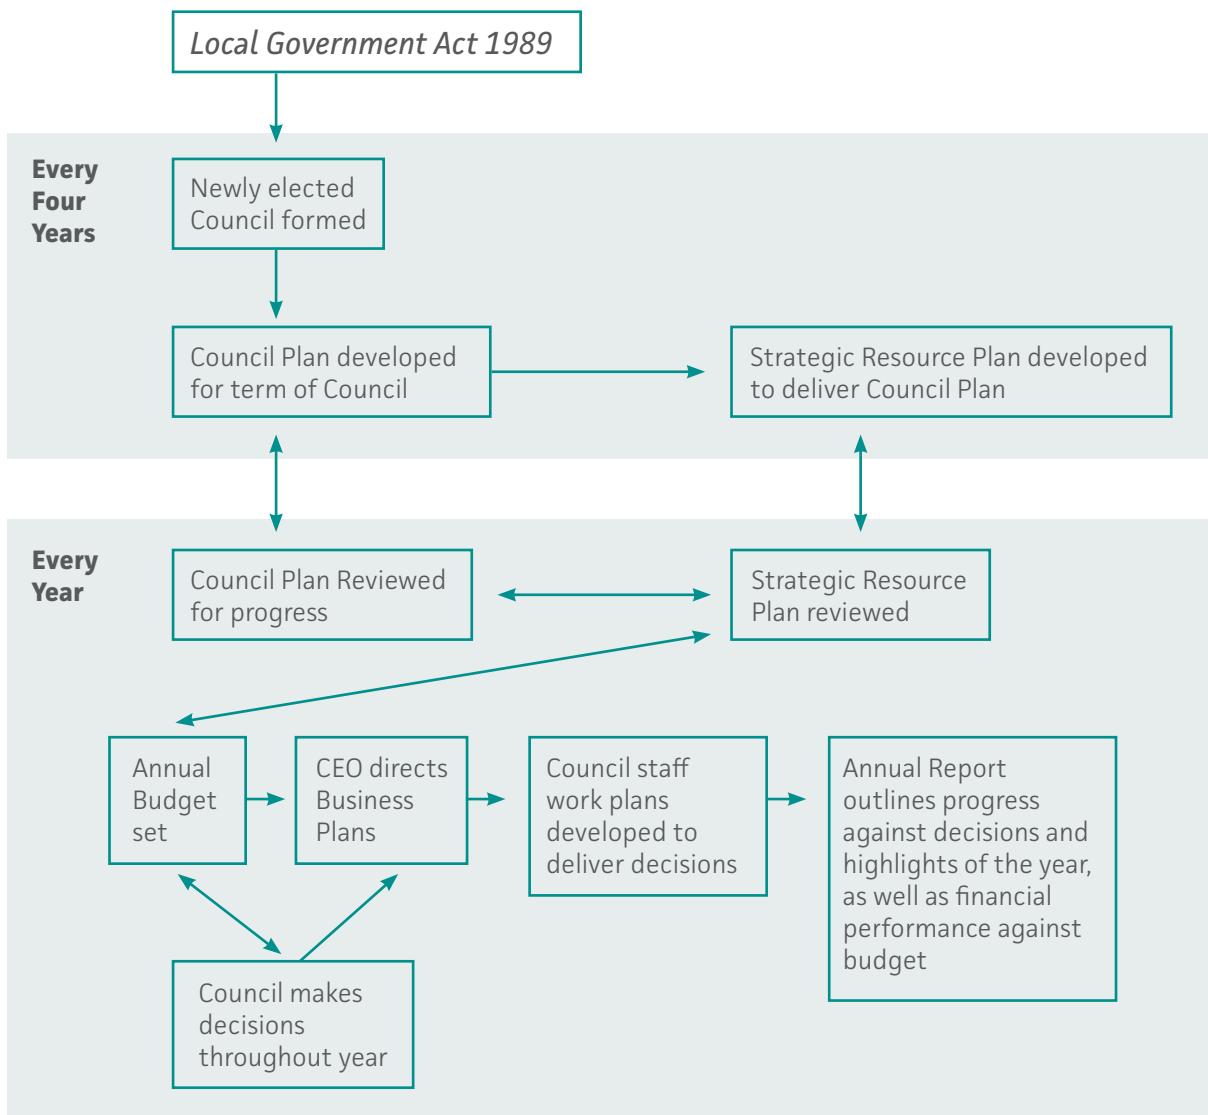 Local Government Act 1989
Every
Four
Years
Newly elected
Council formed
Council Plan developed
for term of Council
Strategic Resource Plan developed
to deliver Council Plan
Every
Year
Council Plan Reviewed
for progress
Strategic Resource
Plan reviewed
Annual
Budget
set
CEO directs
Business
Plans
Council staff
work plans
developed to
deliver decisions
Annual Report
outlines progress
against decisions and
highlights of the year,
as well as financial
performance against
budget
Council makes
decisions
throughout year